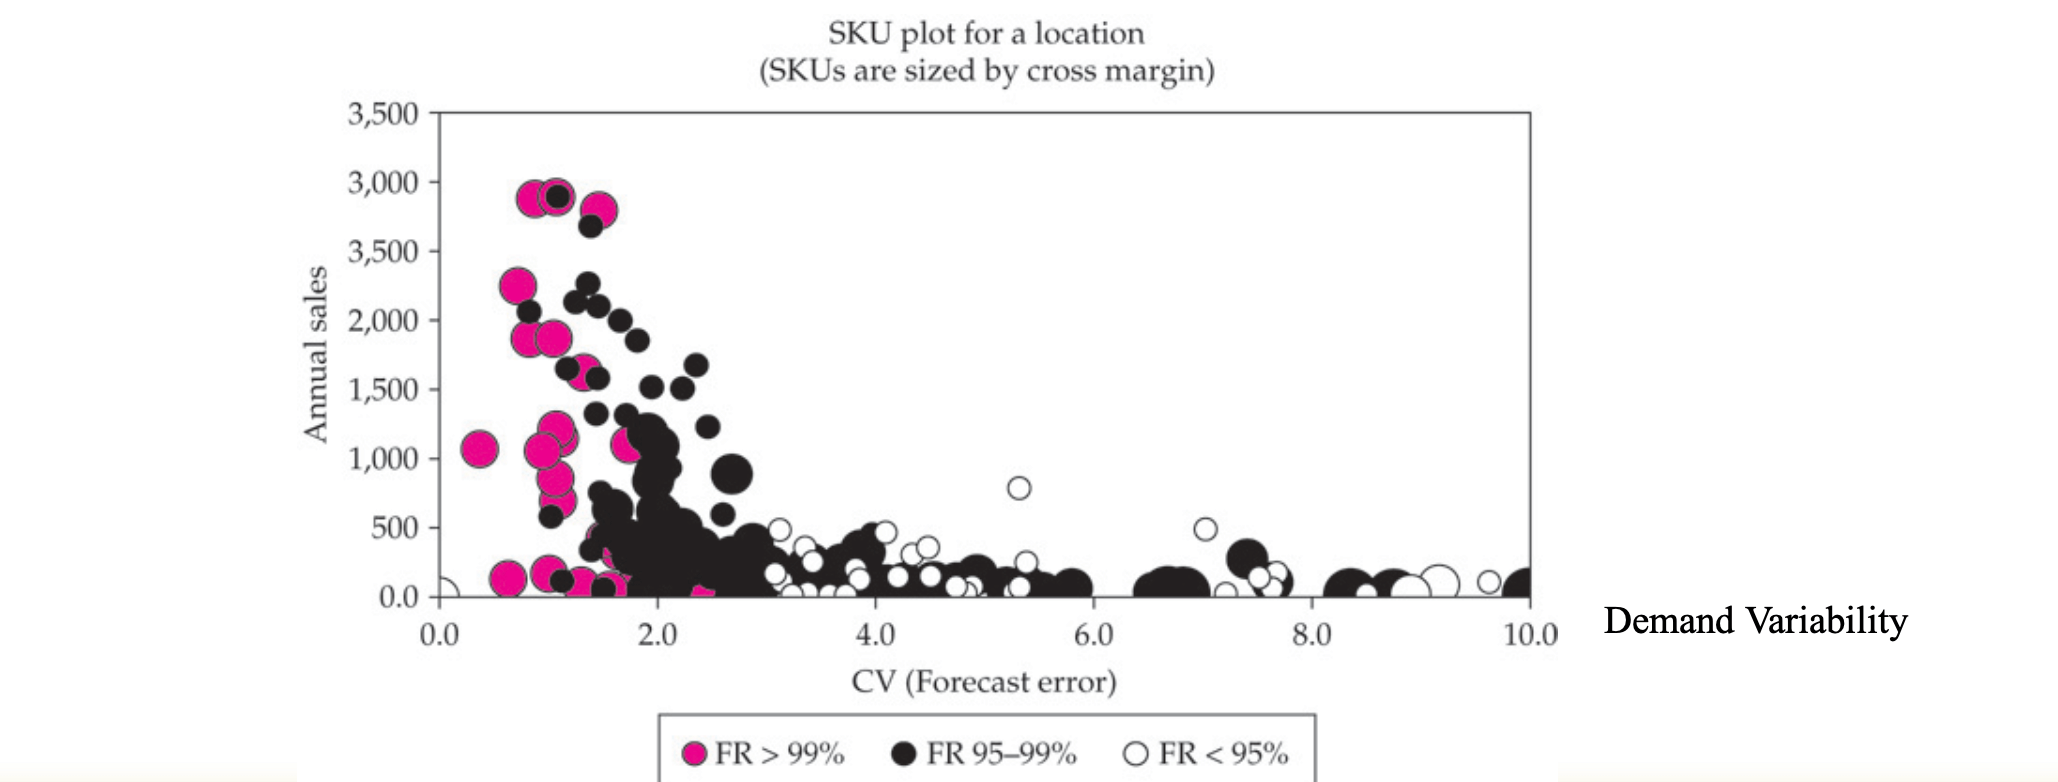 SKU plot for a location
(SKUs are sized by cross margin)
3,500
3,000
3,500
2,000
1,500
1,000
500
0.0
Annual sales
0.0 2.0 4.0 6.0 8.0 10.0
Demand Variability
CV (Forecast error)
FR > 99% FR 95–99% FR < 95%